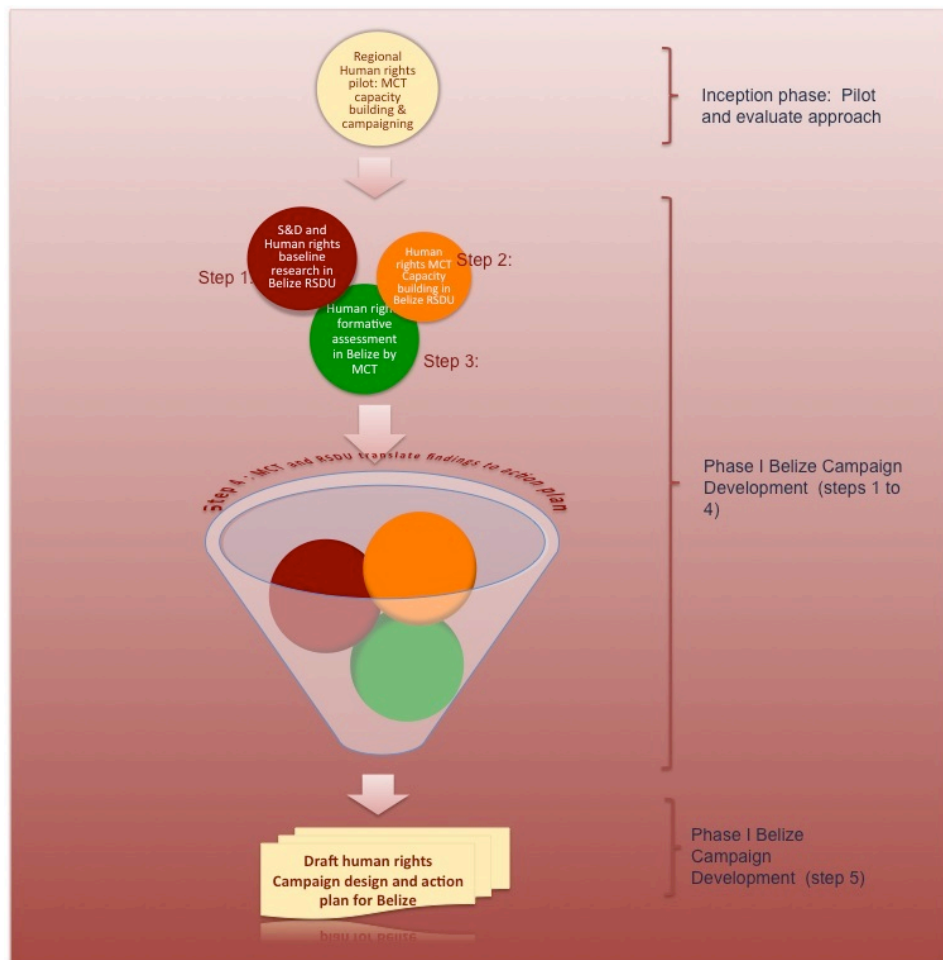 Regional
Human rights
pilot: MCT
capacity
building &
campaigning
Inception phase: Pilot
and evaluate approach
S&D and
Human rights
baseline
research in
Belize RSDU
Step 1:
Human
rights MCT
Capacity
building in
Belize RSDU
Step 2:
Human rights
formative
assessment
in Belize by
MCT
Step 3:
Step 4 : MCT and RSDU translate findings to action plan
Phase I Belize Campaign
Development (steps 1 to
4)
Draft human rights
Campaign design and action
plan for Belize
Phase I Belize
Campaign
Development (step 5)